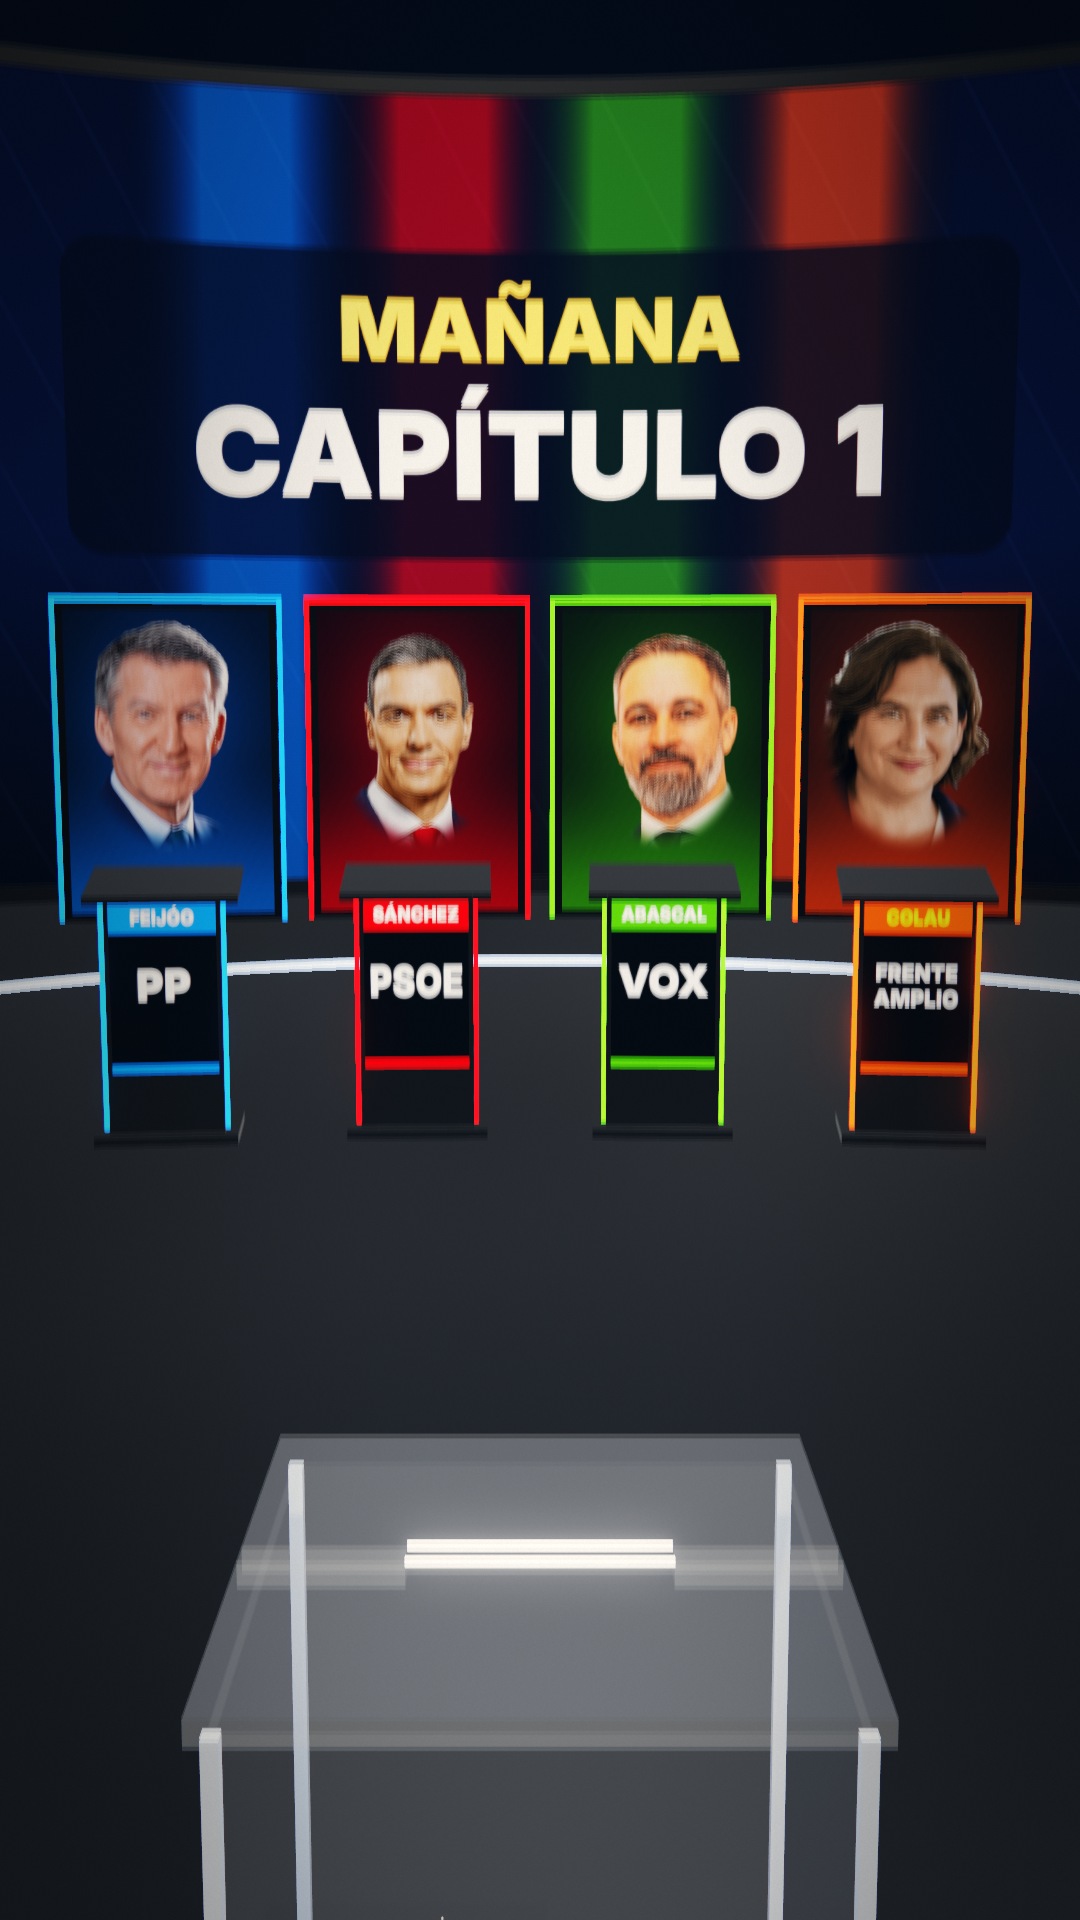 MAÑANA
CAPÍTULO 1
FEIJÓO
SÁNCHEZ
ABASCAL
COLAU
PP
PSOE
VOX
FRENTE
AMPLIO